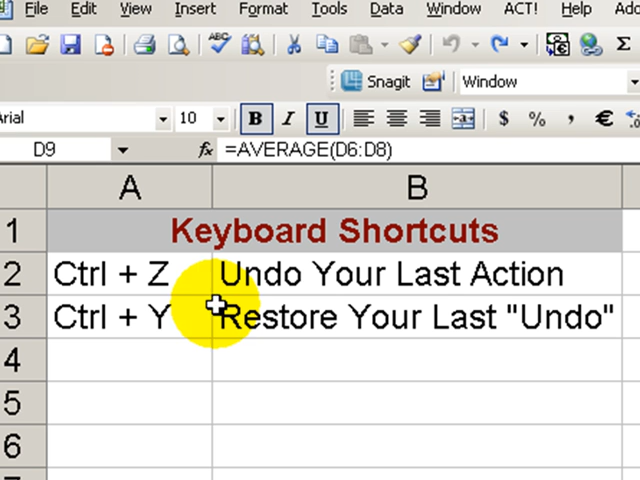 File Edit View Insert Format Tools Data Window ACT! Help
ABC Σ
Snagit Window
10 B I U $ % , €
D9 fx =AVERAGE(D6:D8)
A B
1 Keyboard Shortcuts
2 Ctrl + Z Undo Your Last Action
3 Ctrl + Y Restore Your Last "Undo"
4
5
6